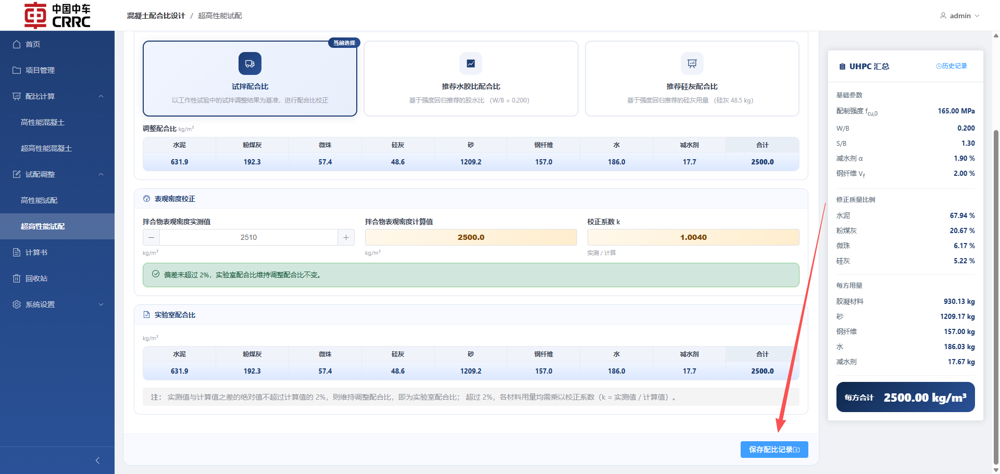 中国中车
CRRC
混凝土配合比设计 / 超高性能试配
admin
首页
项目管理
配比计算
高性能混凝土
超高性能混凝土
试配调整
高性能试配
超高性能试配
计算书
回收站
系统设置
当前选择
试拌配合比
以工作性试验中的试拌调整结果为基准，进行配合比校正
推荐水胶比配合比
基于强度回归推荐的胶水比 （W/B = 0.200）
推荐硅灰配合比
基于强度回归推荐的硅灰用量 （硅灰 48.5 kg）
调整配合比 kg/m³
水泥 粉煤灰 微珠 硅灰 砂 钢纤维 水 减水剂 合计
631.9 192.3 57.4 48.6 1209.2 157.0 186.0 17.7 2500.0
表观密度校正
拌合物表观密度实测值 拌合物表观密度计算值 校正系数 k
2510 2500.0 1.0040
kg/m³ kg/m³ 实测 / 计算
偏差未超过 2%，实验室配合比维持调整配合比不变。
实验室配合比
kg/m³
水泥 粉煤灰 微珠 硅灰 砂 钢纤维 水 减水剂 合计
631.9 192.3 57.4 48.6 1209.2 157.0 186.0 17.7 2500.0
注： 实测值与计算值之差的绝对值不超过计算值的 2%，则维持调整配合比，即为实验室配合比； 超过 2%，各材料用量均需乘以校正系数（k = 实测值 / 计算值）。
保存配比记录
UHPC 汇总 历史记录
基础参数
配制强度 fcu,0 165.00 MPa
W/B 0.200
S/B 1.30
减水剂 α 1.90 %
钢纤维 Vf 2.00 %
修正质量比例
水泥 67.94 %
粉煤灰 20.67 %
微珠 6.17 %
硅灰 5.22 %
每方用量
胶凝材料 930.13 kg
砂 1209.17 kg
钢纤维 157.00 kg
水 186.03 kg
减水剂 17.67 kg
每方合计 2500.00 kg/m³